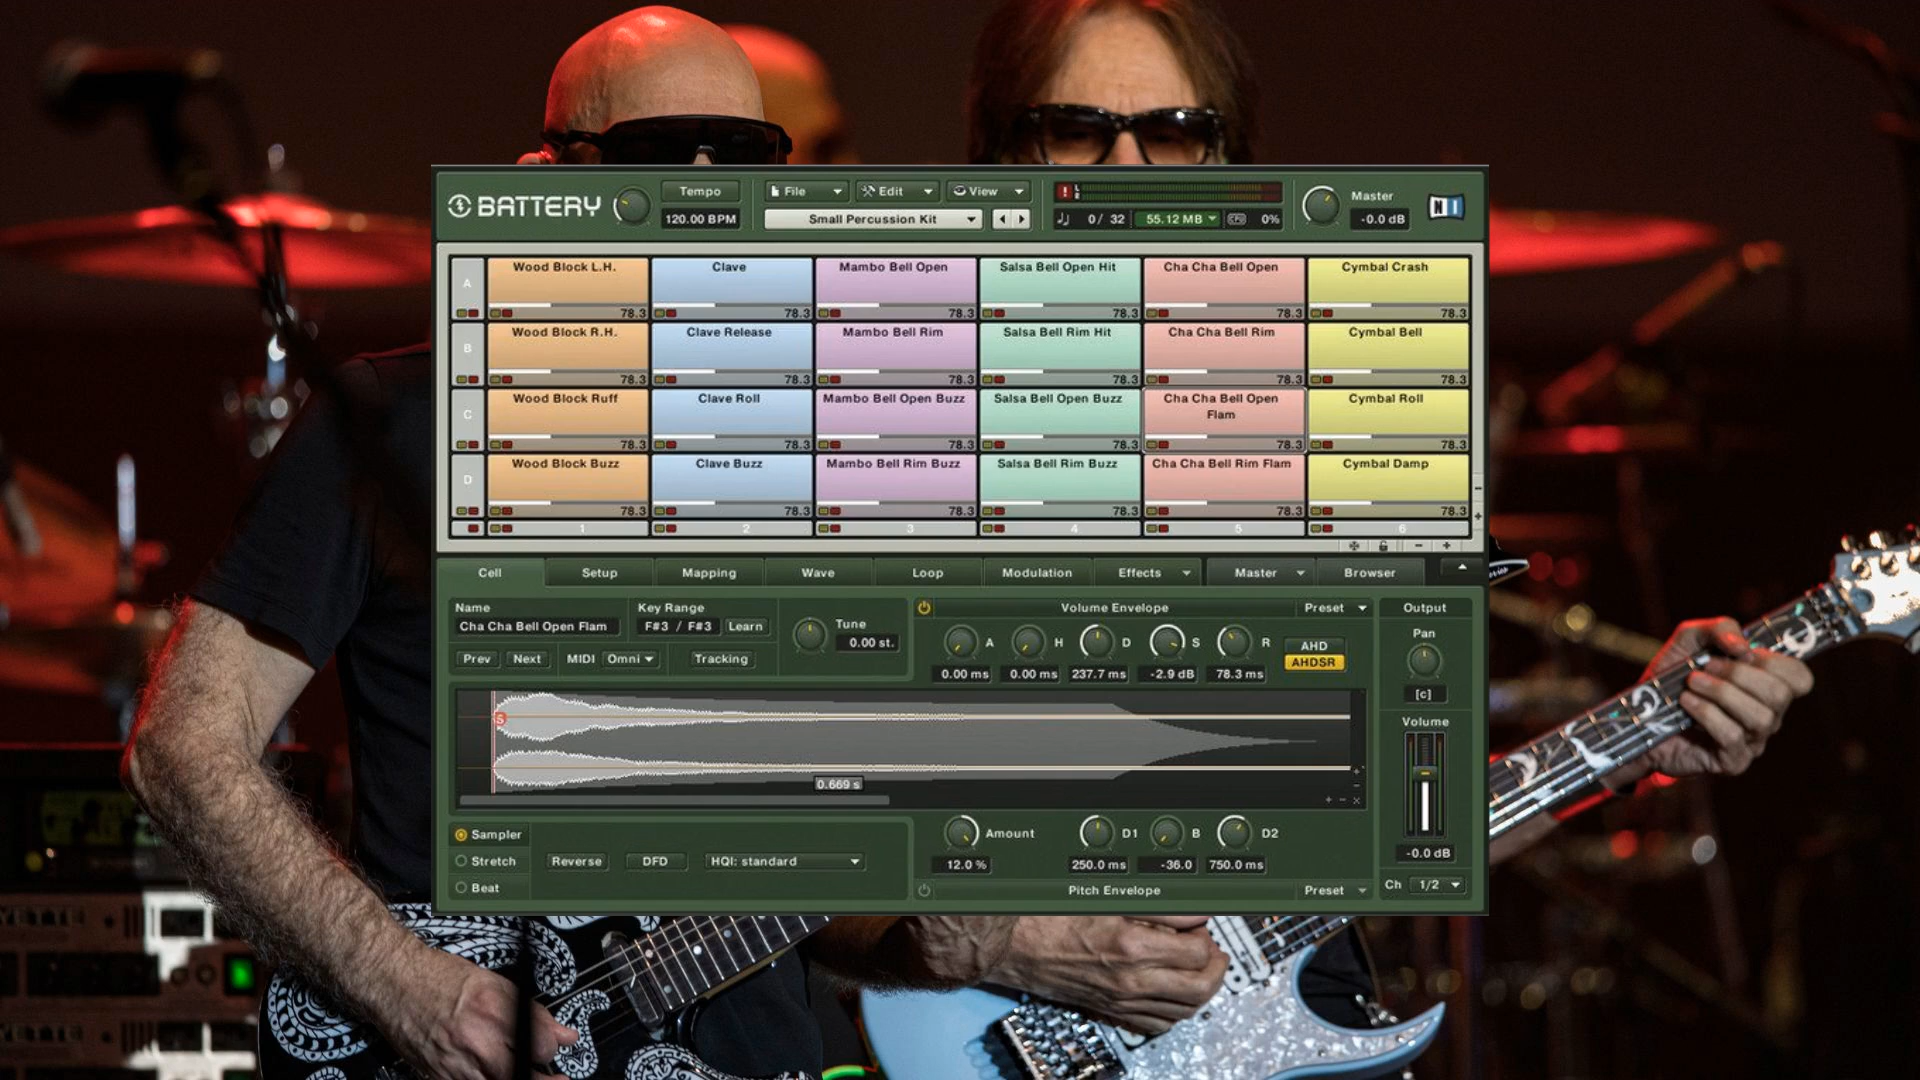 BATTERY
Tempo
120.00 BPM
File Edit View
Small Percussion Kit
! L R
0 / 32 55.12 MB CPU 0%
Master
-0.0 dB
NI
A Wood Block L.H. Clave Mambo Bell Open Salsa Bell Open Hit Cha Cha Bell Open Cymbal Crash
78.3 78.3 78.3 78.3 78.3 78.3
B Wood Block R.H. Clave Release Mambo Bell Rim Salsa Bell Rim Hit Cha Cha Bell Rim Cymbal Bell
78.3 78.3 78.3 78.3 78.3 78.3
C Wood Block Ruff Clave Roll Mambo Bell Open Buzz Salsa Bell Open Buzz Cha Cha Bell Open Flam Cymbal Roll
78.3 78.3 78.3 78.3 78.3 78.3
D Wood Block Buzz Clave Buzz Mambo Bell Rim Buzz Salsa Bell Rim Buzz Cha Cha Bell Rim Flam Cymbal Damp
78.3 78.3 78.3 78.3 78.3 78.3
1 2 3 4 5 6
Cell Setup Mapping Wave Loop Modulation Effects Master Browser
Name
Cha Cha Bell Open Flam
Key Range
F#3 / F#3 Learn
Prev Next MIDI Omni Tracking
Tune
0.00 st.
Volume Envelope Preset
A H D S R
0.00 ms 0.00 ms 237.7 ms -2.9 dB 78.3 ms
AHD
AHDSR
Output
Pan
[c]
Volume
-0.0 dB
Ch 1/2
S
0.669 s
Sampler
Stretch
Beat
Reverse DFD HQI: standard
Amount D1 B D2
12.0 % 250.0 ms -36.0 750.0 ms
Pitch Envelope Preset